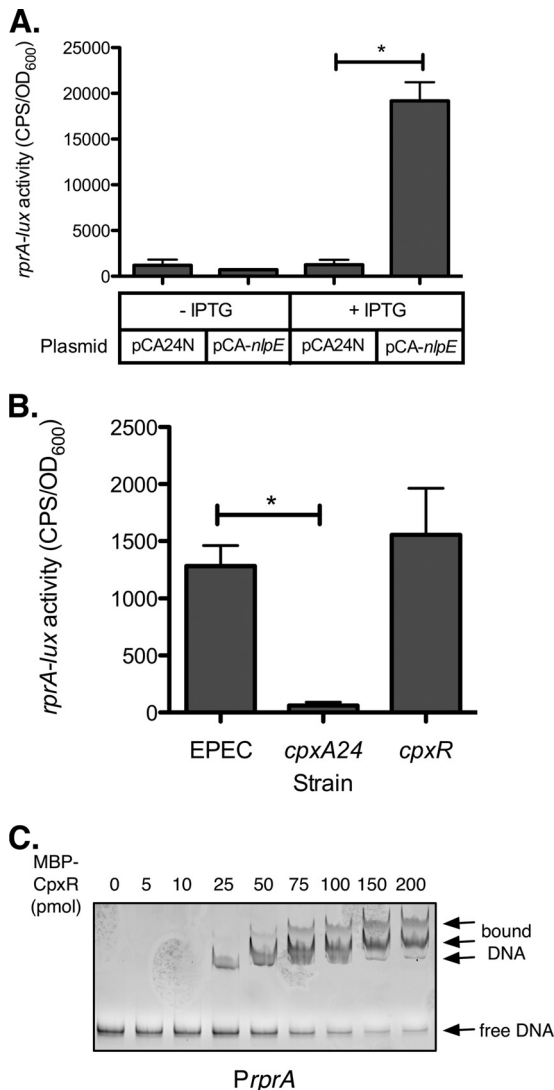 A.
rprA-lux activity (CPS/OD600)
25000
20000
15000
10000
5000
0
*
- IPTG + IPTG
Plasmid pCA24N pCA-nlpE pCA24N pCA-nlpE
B.
rprA-lux activity (CPS/OD600)
2500
2000
1500
1000
500
0
*
EPEC cpxA24 cpxR
Strain
C.
MBP-
CpxR 0 5 10 25 50 75 100 150 200
(pmol)
bound
DNA
free DNA
PrprA